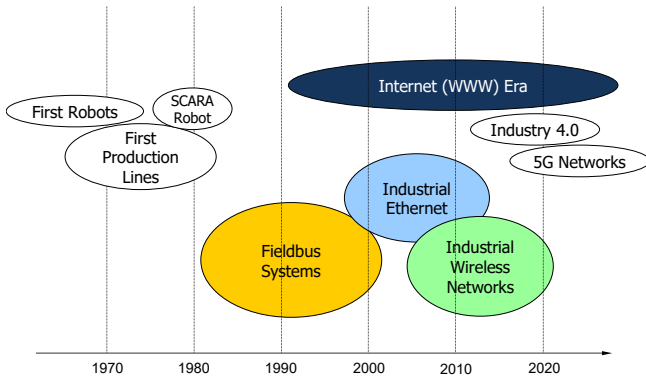 Internet (WWW) Era
First Robots
SCARA
Robot
First
Production
Lines
Industry 4.0
5G Networks
Industrial
Ethernet
Fieldbus
Systems
Industrial
Wireless
Networks
1970
1980
1990
2000
2010
2020